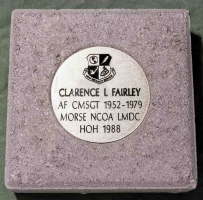 CLARENCE L FAIRLEY
AF CMSGT 1952-1979
MORSE NCOA LMDC
HOH 1988